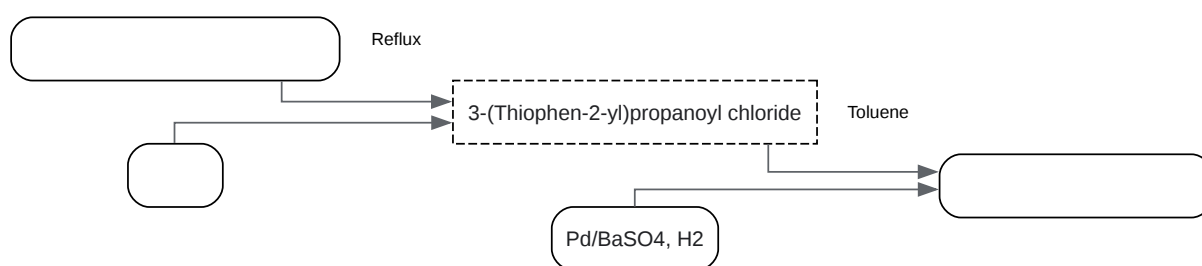 Reflux
3-(Thiophen-2-yl)propanoyl chloride
Toluene
Pd/BaSO4, H2